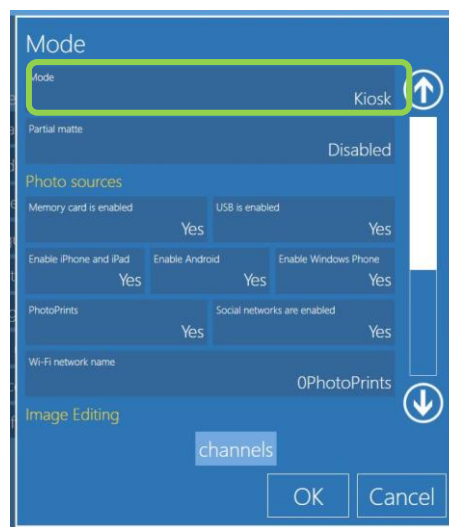 Mode
Mode
Kiosk
Partial matte
Disabled
Photo sources
Memory card is enabled
Yes
USB is enabled
Yes
Enable iPhone and iPad
Yes
Enable Android
Yes
Enable Windows Phone
Yes
PhotoPrints
Yes
Social networks are enabled
Yes
Wi-Fi network name
0PhotoPrints
Image Editing
channels
OK
Cancel